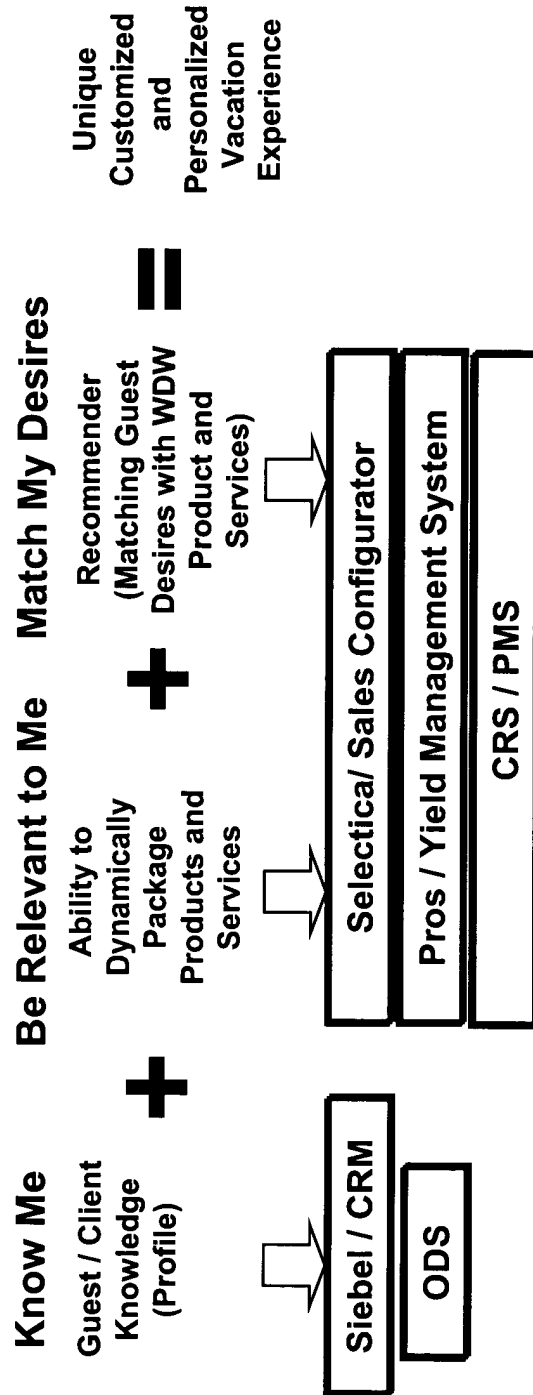 Know Me
Guest / Client
Knowledge
(Profile)
+
Be Relevant to Me
Ability to
Dynamically
Package
Products and
Services
+
Match My Desires
Recommender
(Matching Guest
Desires with WDW
Product and
Services)
=
Unique
Customized
and
Personalized
Vacation
Experience
Siebel / CRM
ODS
Selectica/ Sales Configurator
Pros / Yield Management System
CRS / PMS